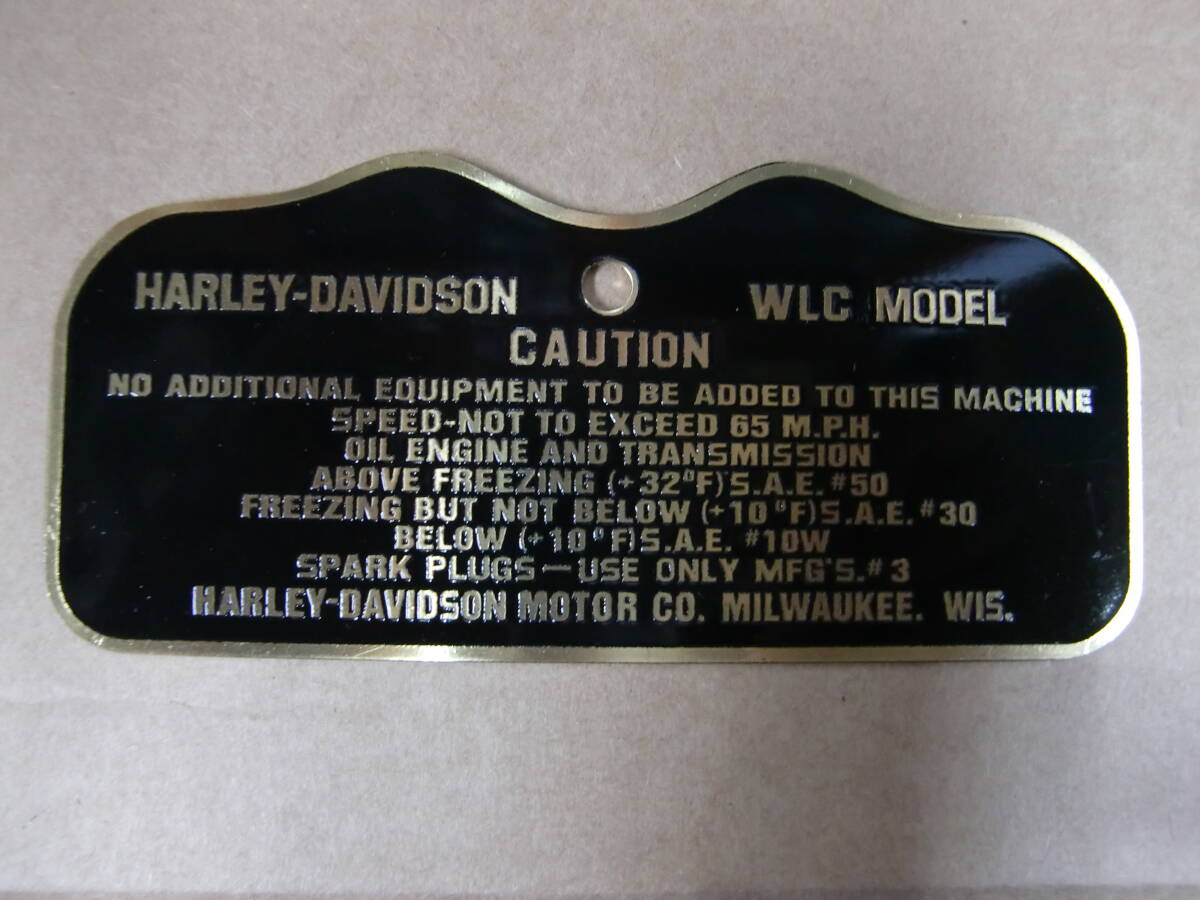 HARLEY-DAVIDSON WLC MODEL
CAUTION
NO ADDITIONAL EQUIPMENT TO BE ADDED TO THIS MACHINE
SPEED-NOT TO EXCEED 65 M.P.H.
OIL ENGINE AND TRANSMISSION
ABOVE FREEZING (+32°F) S.A.E. #50
FREEZING BUT NOT BELOW (+10°F) S.A.E. #30
BELOW (+10°F) S.A.E. #10W
SPARK PLUGS—USE ONLY MFG'S. #3
HARLEY-DAVIDSON MOTOR CO. MILWAUKEE. WIS.